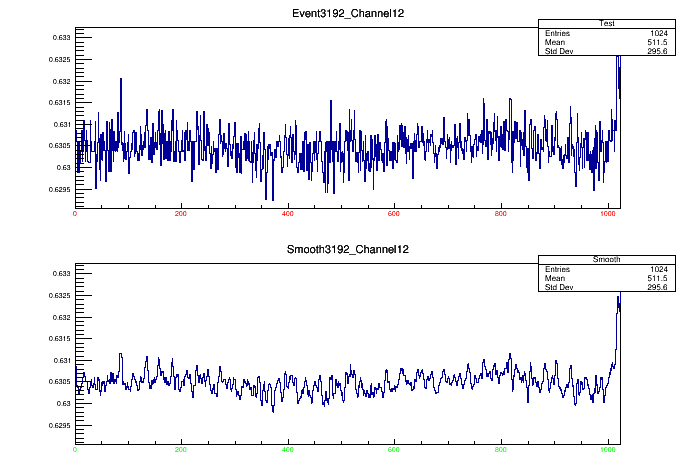 Event3192_Channel12
Test
Entries 1024
Mean 511.5
Std Dev 295.6
0.633
0.6325
0.632
0.6315
0.631
0.6305
0.63
0.6295
0 200 400 600 800 1000
Smooth3192_Channel12
Smooth
Entries 1024
Mean 511.5
Std Dev 295.6
0.633
0.6325
0.632
0.6315
0.631
0.6305
0.63
0.6295
0 200 400 600 800 1000